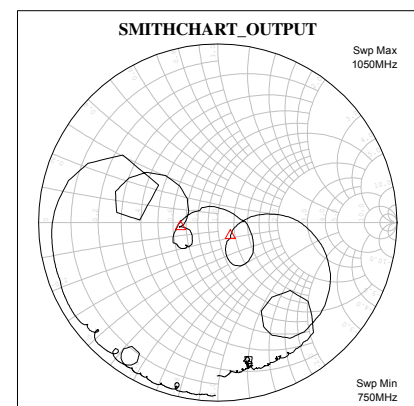 SMITHCHART_OUTPUT
Swp Max
1050MHz
Swp Min
750MHz